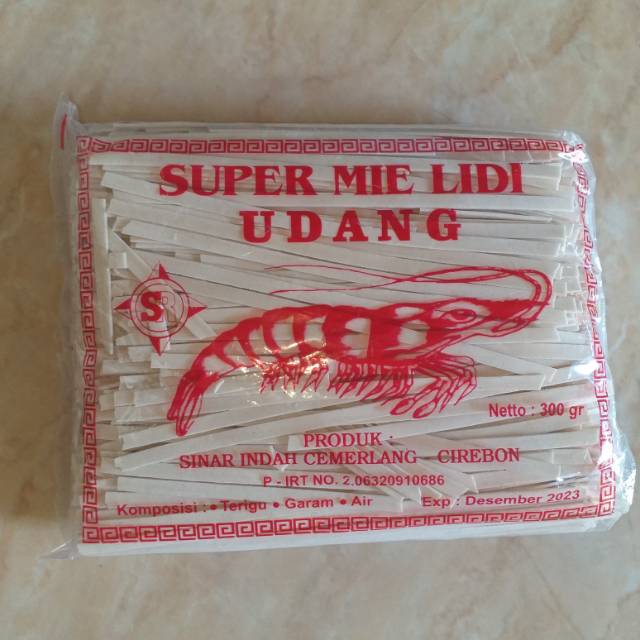 SUPER MIE LIDI
UDANG
S
Netto : 300 gr
PRODUK :
SINAR INDAH CEMERLANG - CIREBON
P - IRT NO. 2.06320910686
Komposisi : • Terigu • Garam • Air
Exp : Desember 2023